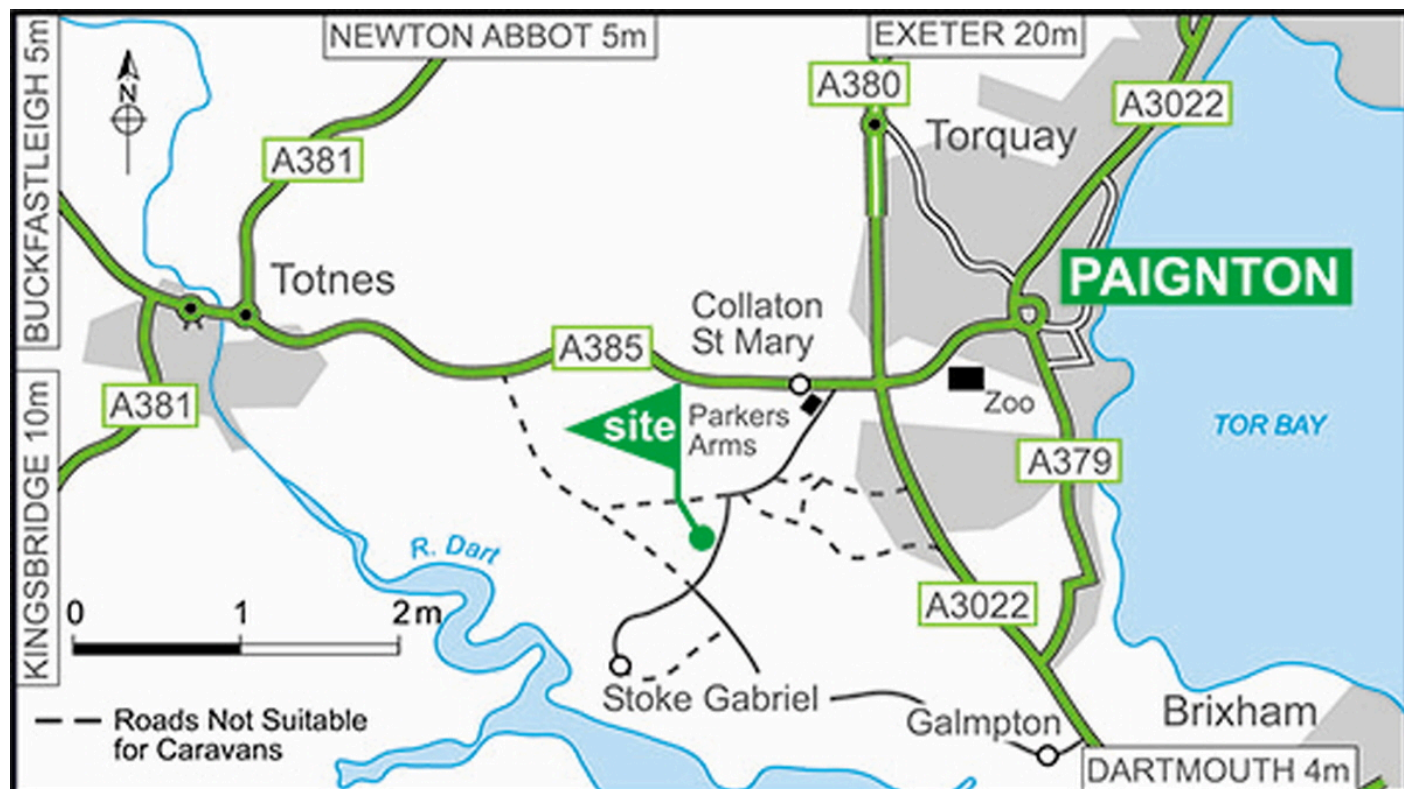 NEWTON ABBOT 5m
EXETER 20m
BUCKFASTLEIGH 5m
N
A380
A3022
Torquay
A381
PAIGNTON
Totnes
Collaton
St Mary
A385
A381
site
Parkers
Arms
Zoo
TOR BAY
A379
KINGSBRIDGE 10m
R. Dart
0 1 2 m
A3022
Stoke Gabriel
Galmpton
Brixham
Roads Not Suitable
for Caravans
DARTMOUTH 4m